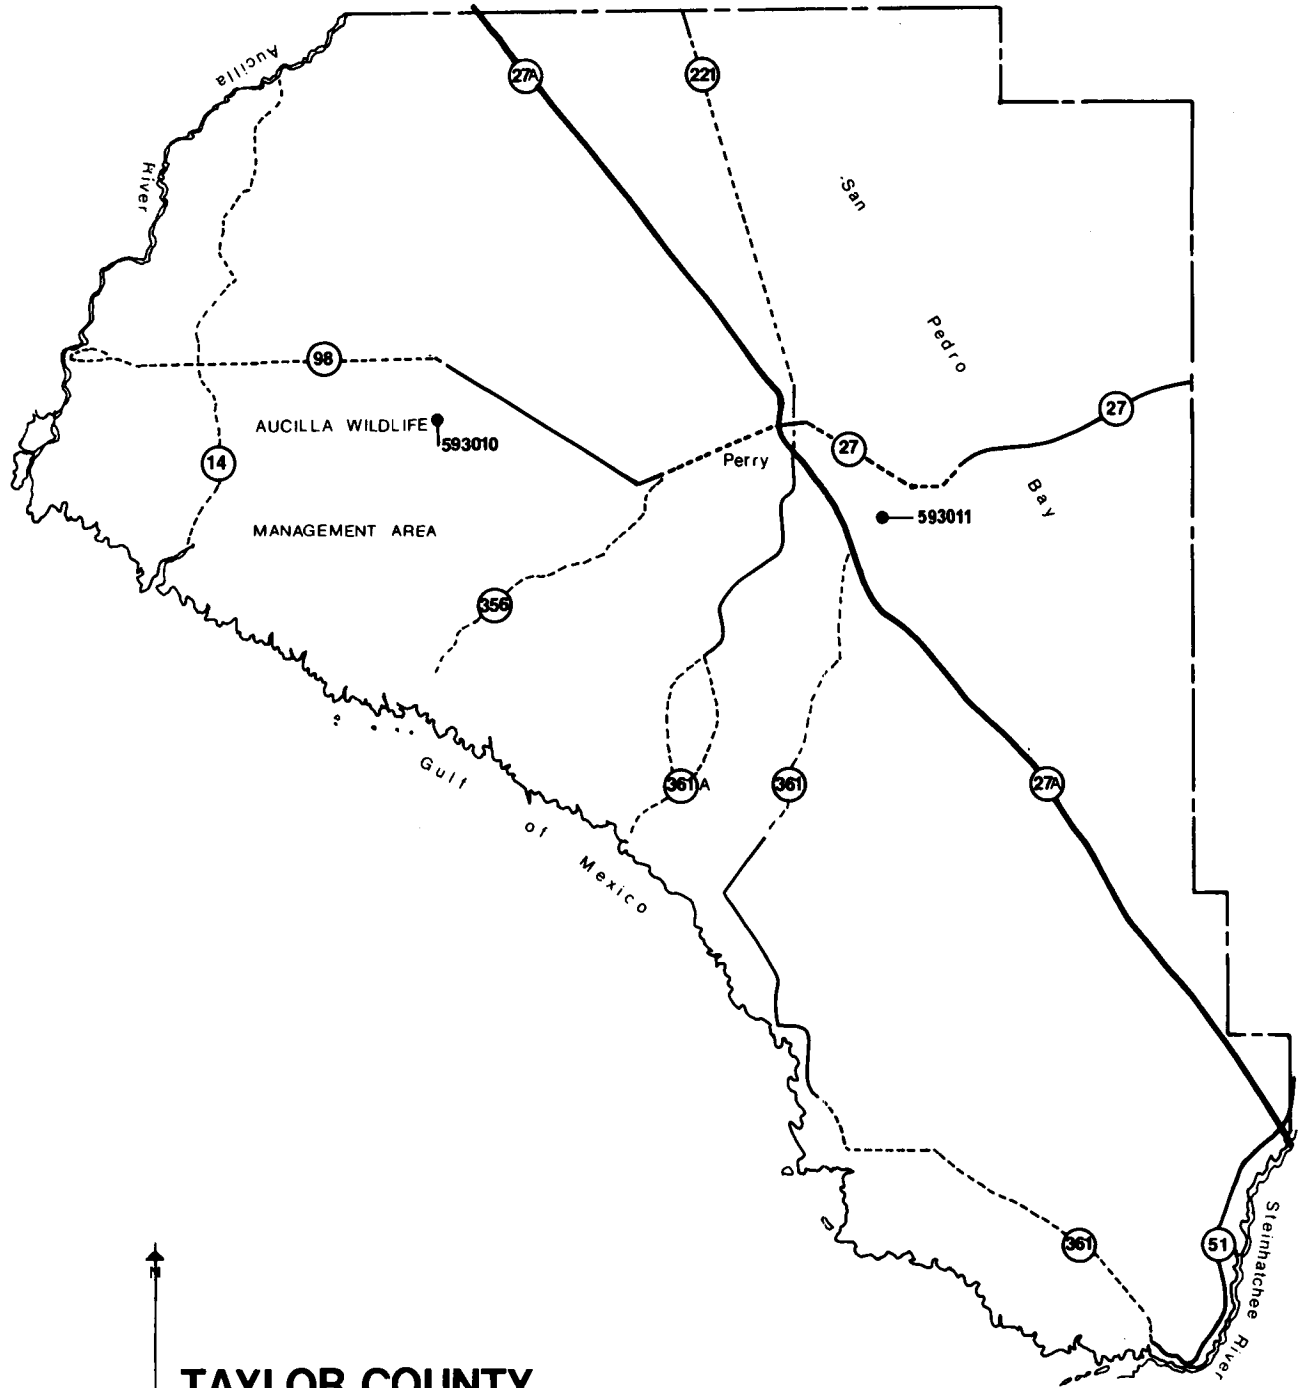 Aucilla
River
27A
221
San
Pedro
Bay
98
27
27
AUCILLA WILDLIFE
593010
14
Perry
593011
MANAGEMENT AREA
356
Gulf
of
Mexico
361A
361
27A
361
51
Steinhatchee River
N
TAYLOR COUNTY